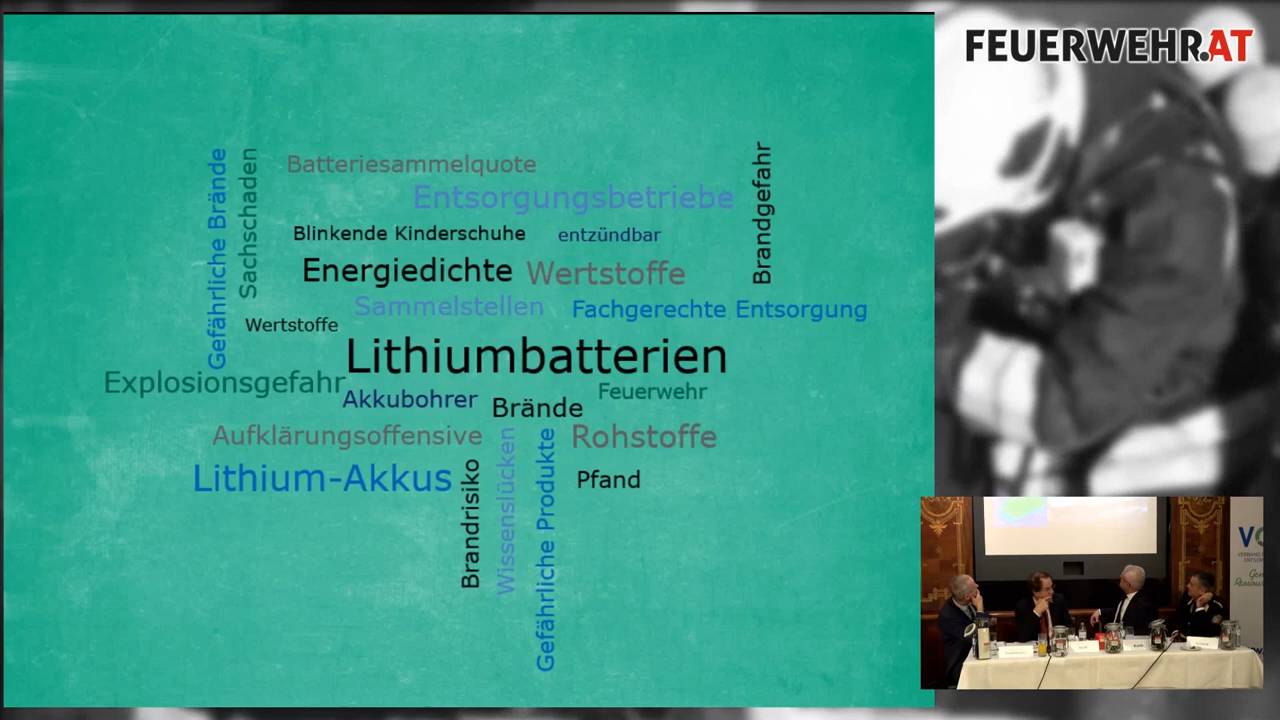 FEUERWEHR.AT
Gefährliche Brände
Sachschaden
Batteriesammelquote
Entsorgungsbetriebe
Brandgefahr
Blinkende Kinderschuhe
entzündbar
Energiedichte
Wertstoffe
Sammelstellen
Fachgerechte Entsorgung
Wertstoffe
Lithiumbatterien
Explosionsgefahr
Akkubohrer
Brände
Feuerwehr
Aufklärungsoffensive
Rohstoffe
Lithium-Akkus
Brandrisiko
Wissenslücken
Gefährliche Produkte
Pfand
VERBAND